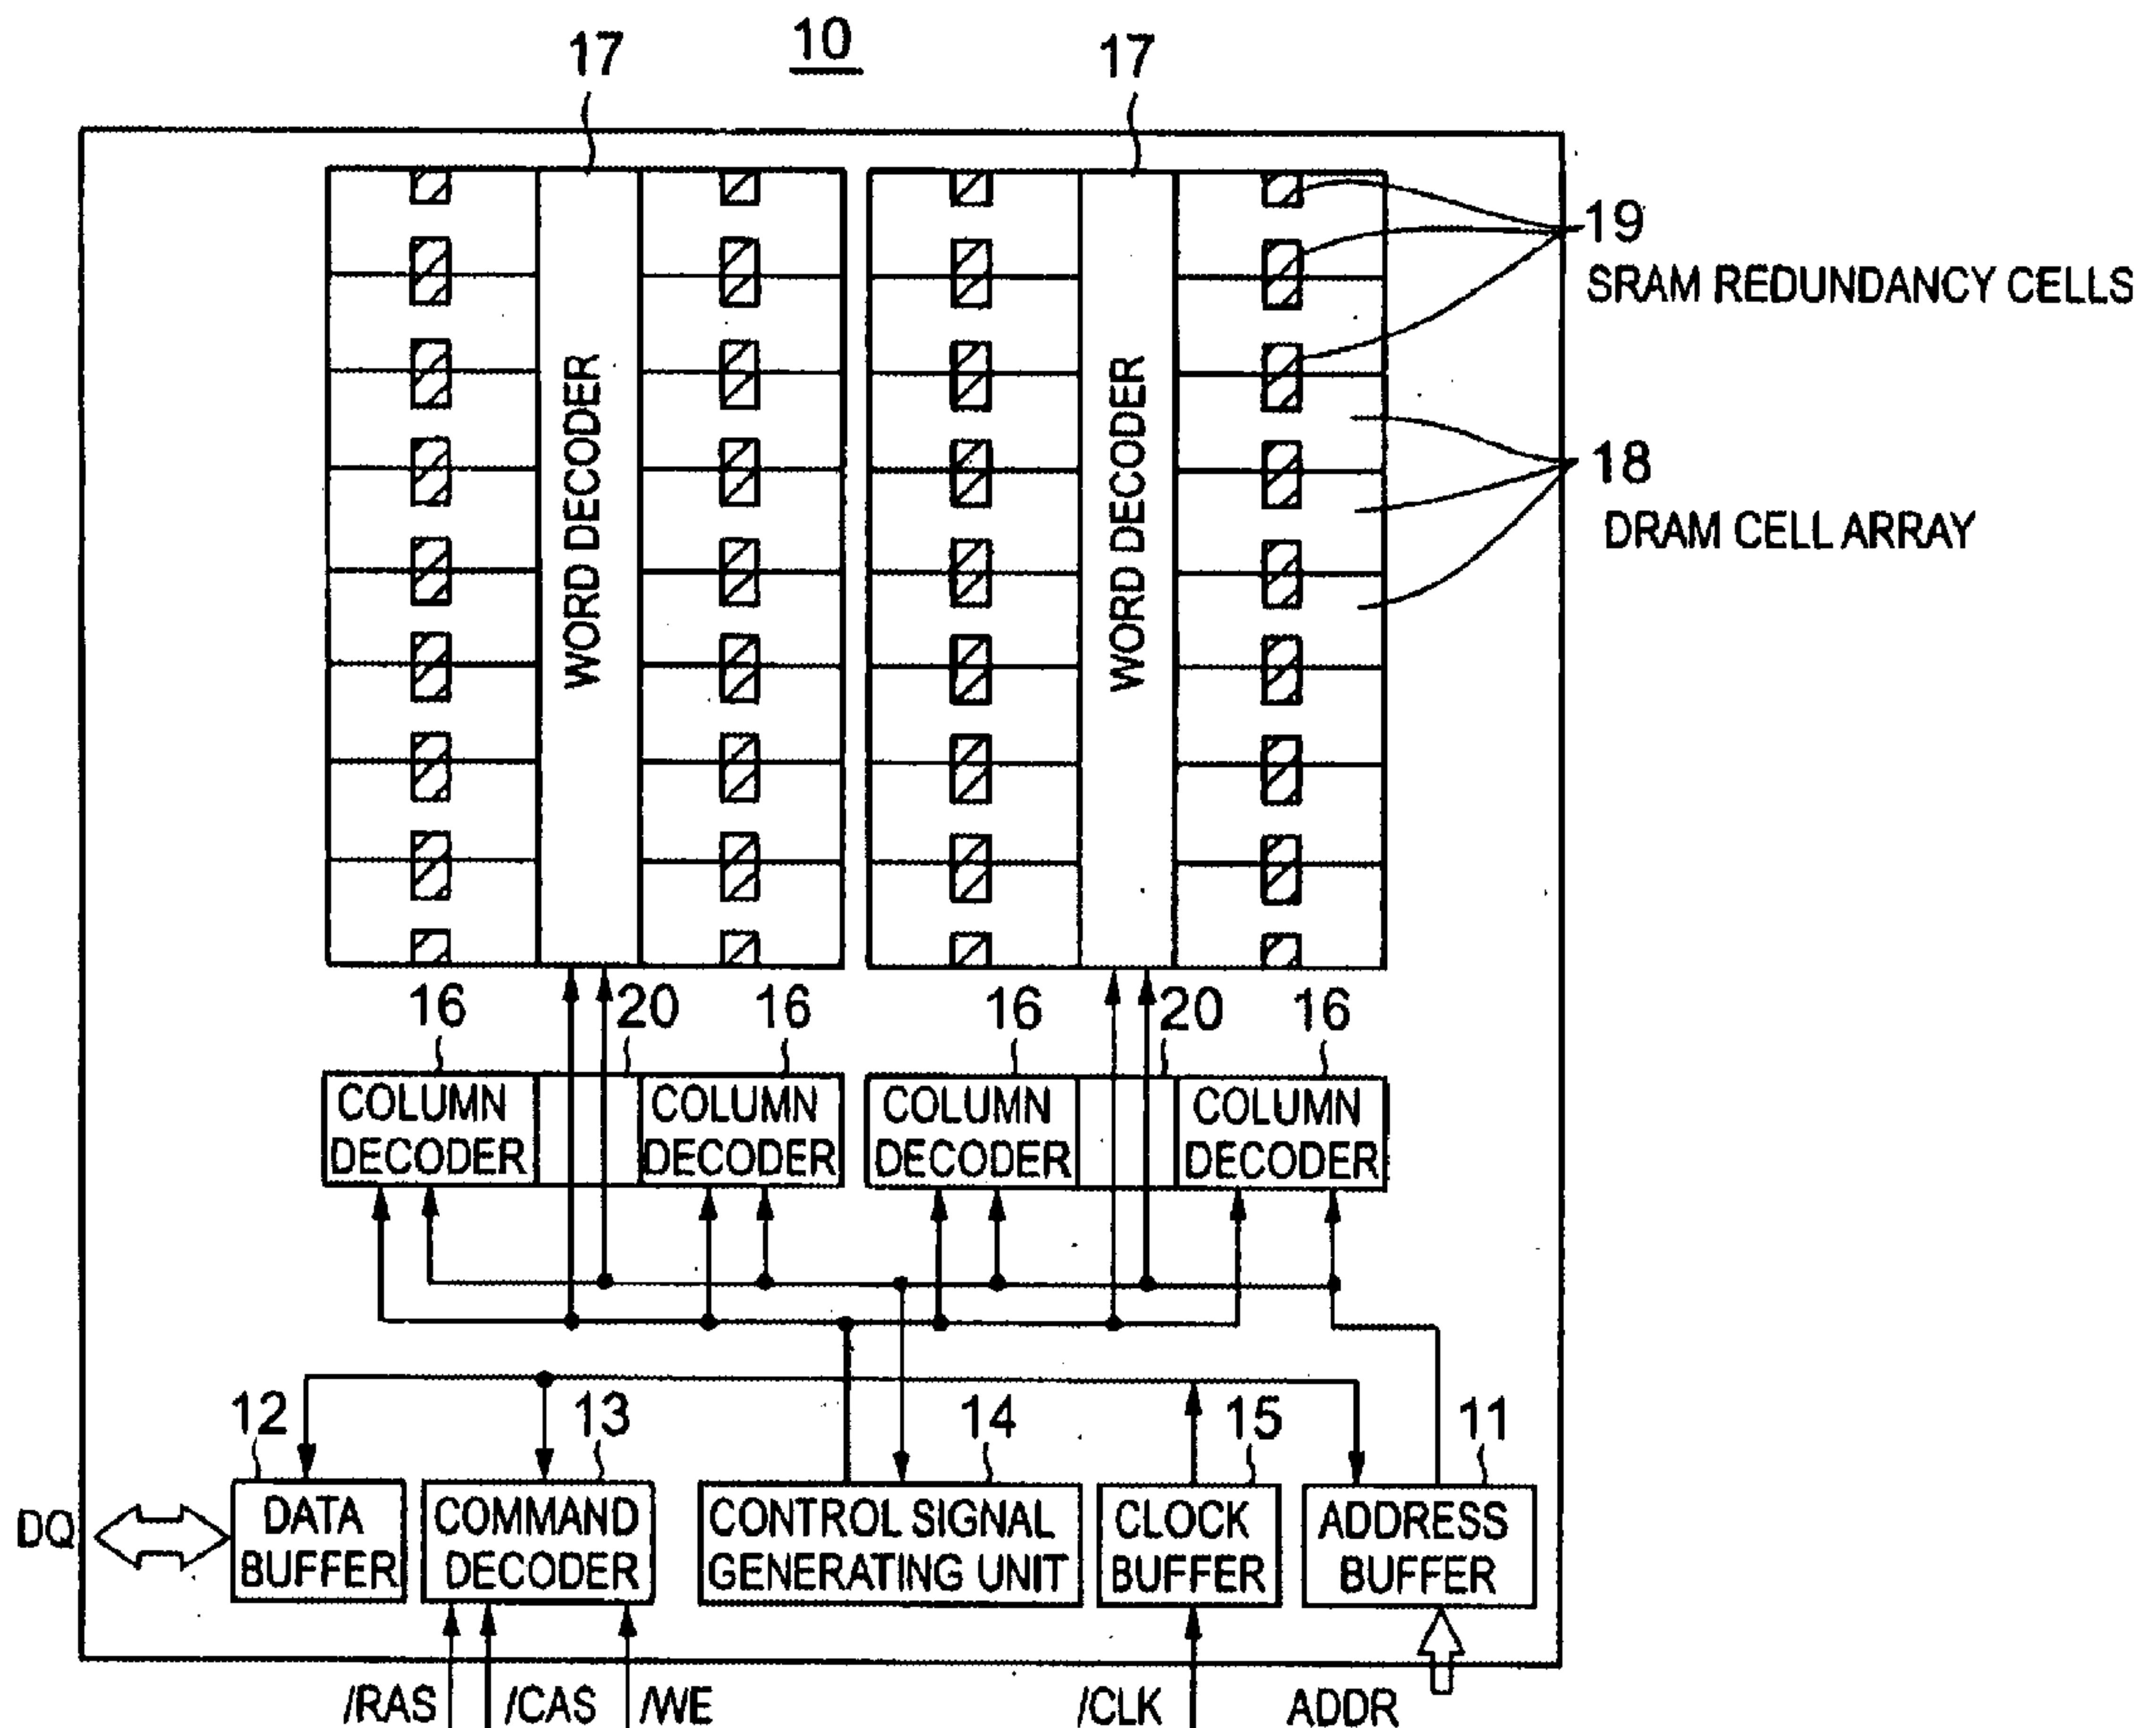 10
17
17
19
SRAM REDUNDANCY CELLS
WORD DECODER
WORD DECODER
18
DRAM CELL ARRAY
16
20
16
16
20
16
COLUMN
DECODER
COLUMN
DECODER
COLUMN
DECODER
COLUMN
DECODER
12
13
14
15
11
DQ
DATA
BUFFER
COMMAND
DECODER
CONTROL SIGNAL
GENERATING UNIT
CLOCK
BUFFER
ADDRESS
BUFFER
/RAS
/CAS
/WE
/CLK
ADDR